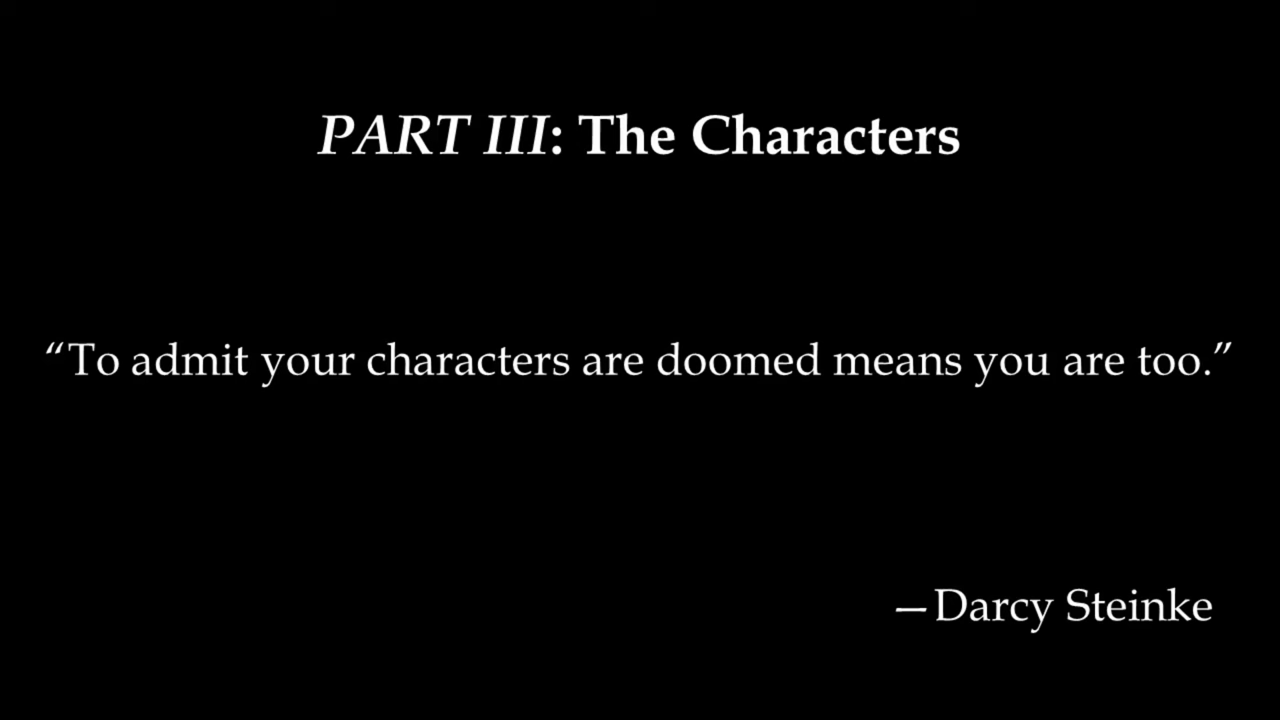 PART III: The Characters
“To admit your characters are doomed means you are too.”
—Darcy Steinke